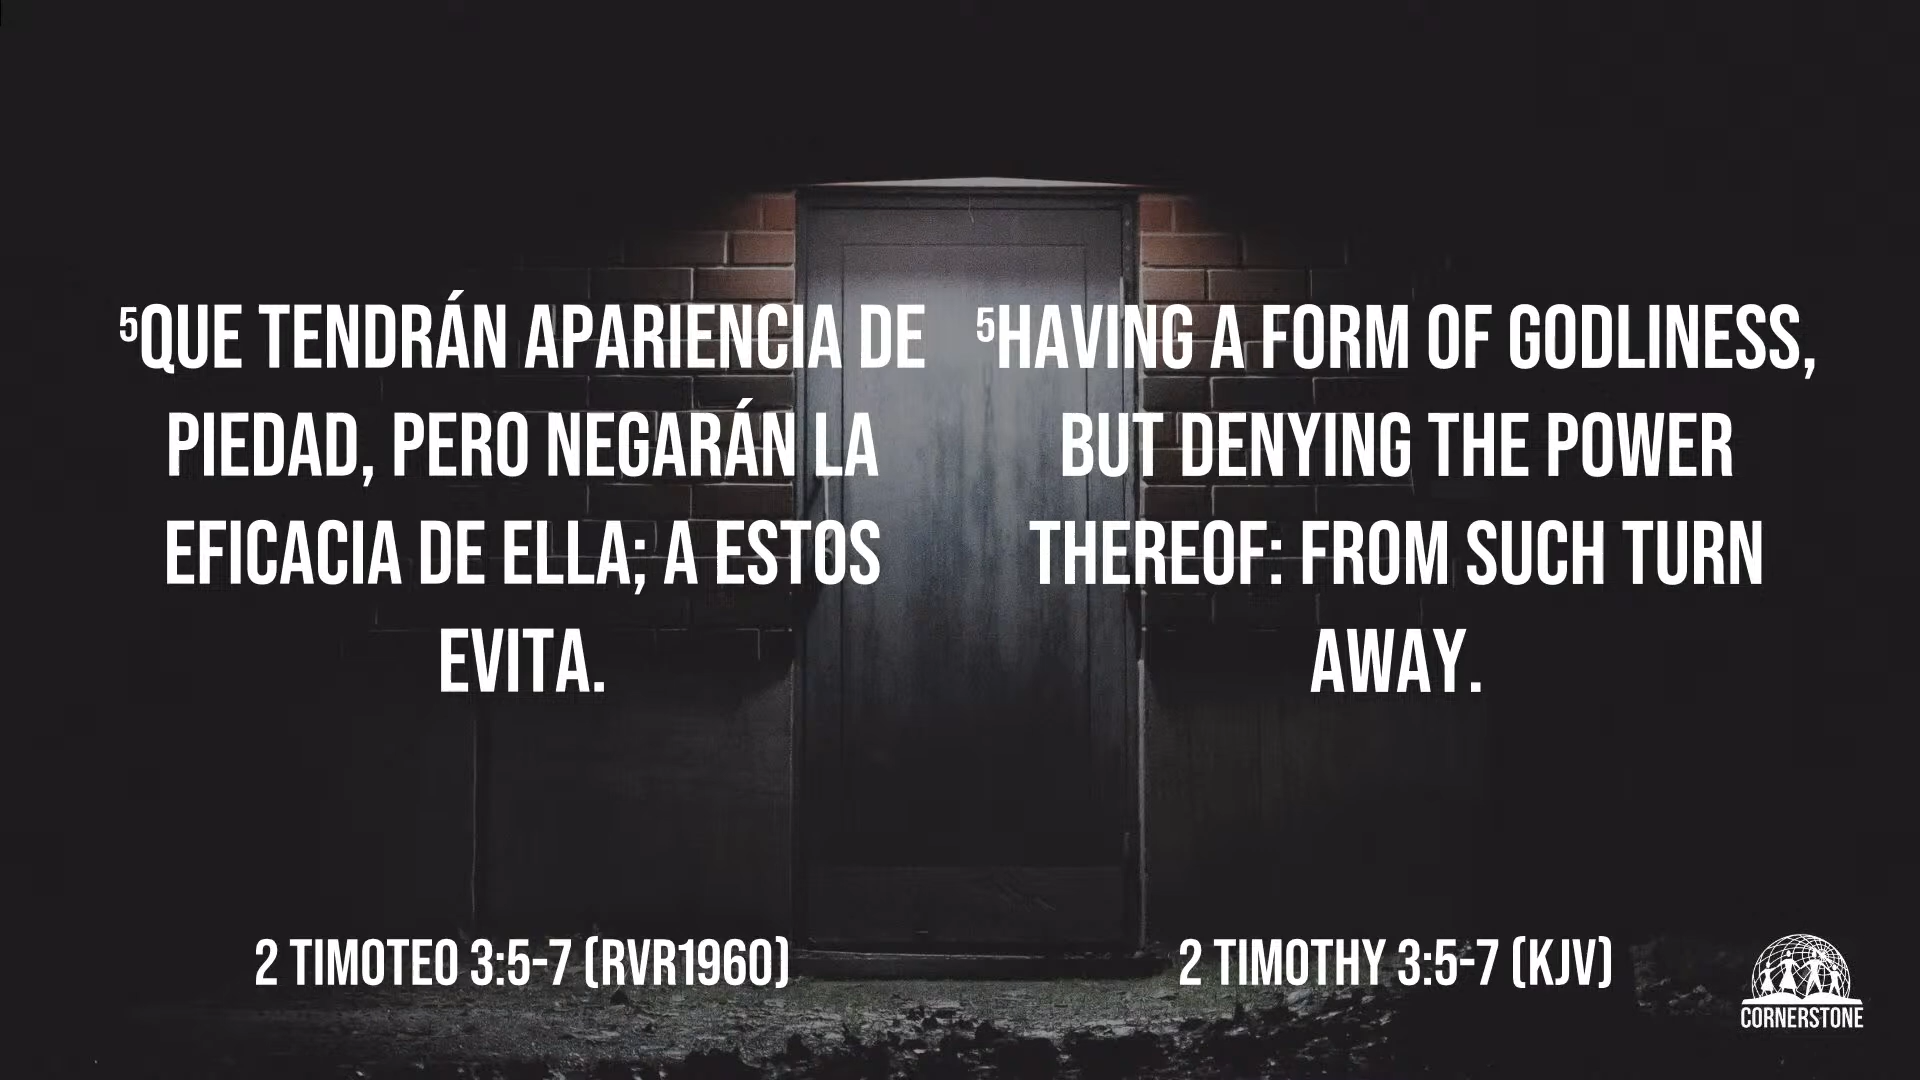 ⁵QUE TENDRÁN APARIENCIA DE
PIEDAD, PERO NEGARÁN LA
EFICACIA DE ELLA; A ESTOS
EVITA.
2 TIMOTEO 3:5-7 (RVR1960)
⁵HAVING A FORM OF GODLINESS,
BUT DENYING THE POWER
THEREOF: FROM SUCH TURN
AWAY.
2 TIMOTHY 3:5-7 (KJV)
CORNERSTONE